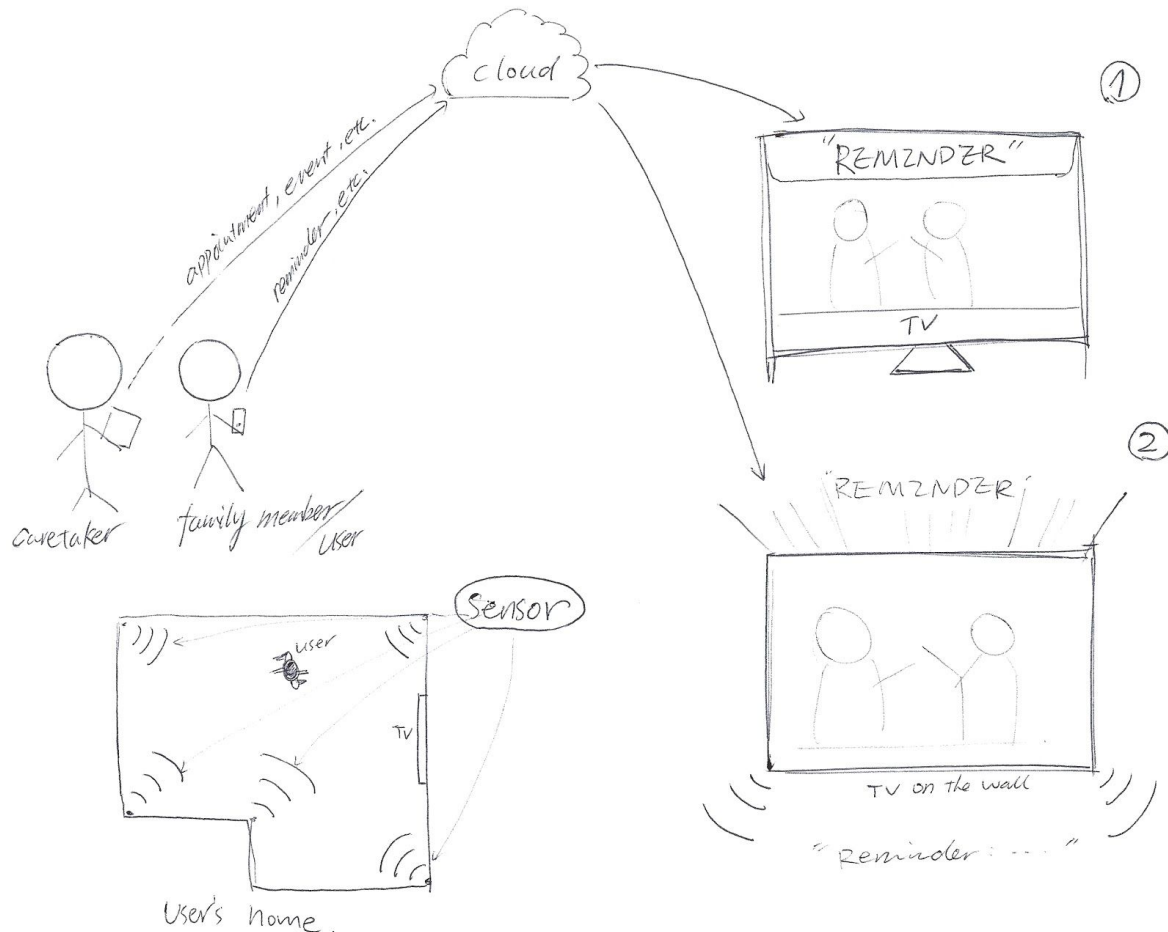 cloud
appointment, event, etc.
reminder, etc.
①
"REMINDER"
TV
②
"REMINDER"
TV on the wall
"Reminder: ...."
caretaker
family member/
user
Sensor
user
TV
User's home.